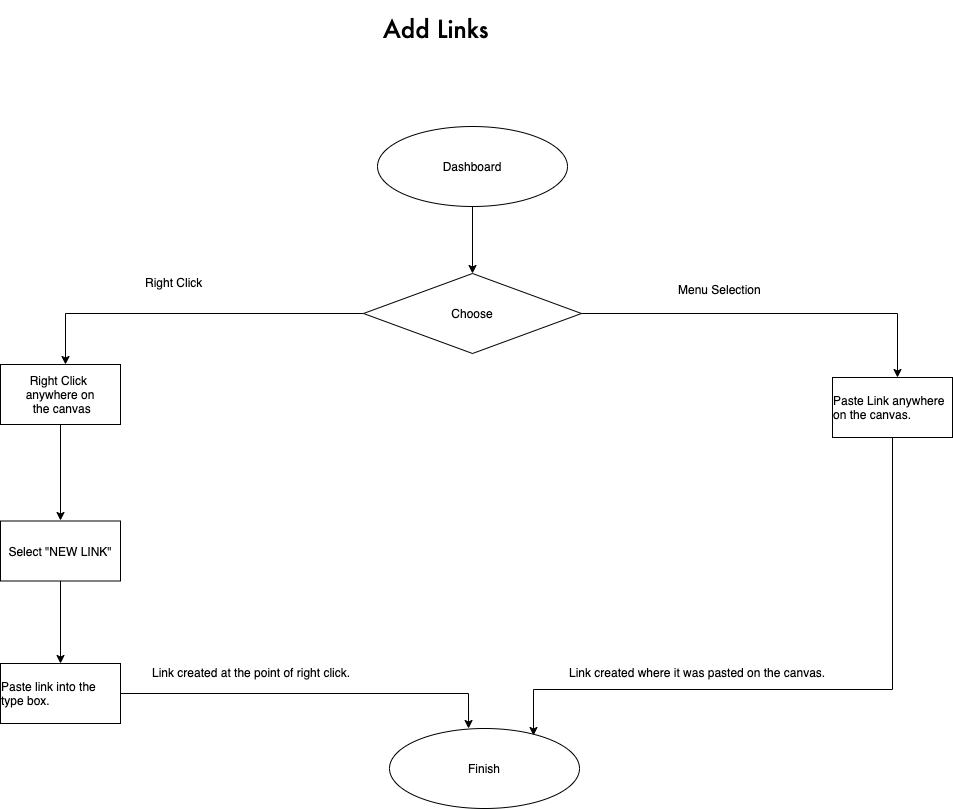 Add Links
Dashboard
Right Click
Menu Selection
Choose
Right Click
anywhere on
the canvas
Paste Link anywhere
on the canvas.
Select "NEW LINK"
Link created at the point of right click.
Link created where it was pasted on the canvas.
Paste link into the
type box.
Finish